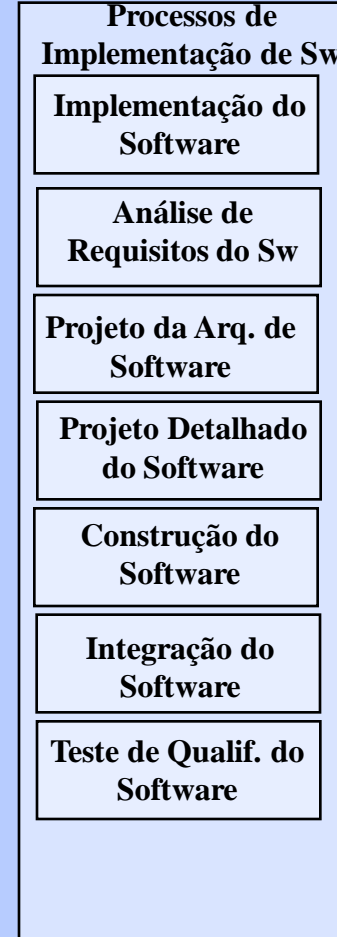 Processos de
Implementação de Sw
Implementação do
Software
Análise de
Requisitos do Sw
Projeto da Arq. de
Software
Projeto Detalhado
do Software
Construção do
Software
Integração do
Software
Teste de Qualif. do
Software